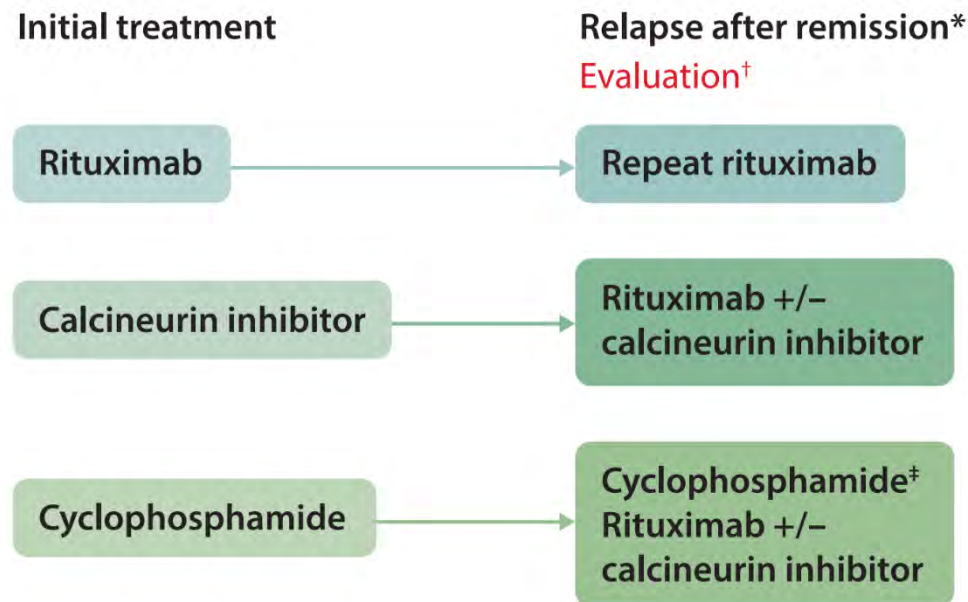 Initial treatment
Relapse after remission*
Evaluation†
Rituximab
Repeat rituximab
Calcineurin inhibitor
Rituximab +/–
calcineurin inhibitor
Cyclophosphamide
Cyclophosphamide‡
Rituximab +/–
calcineurin inhibitor